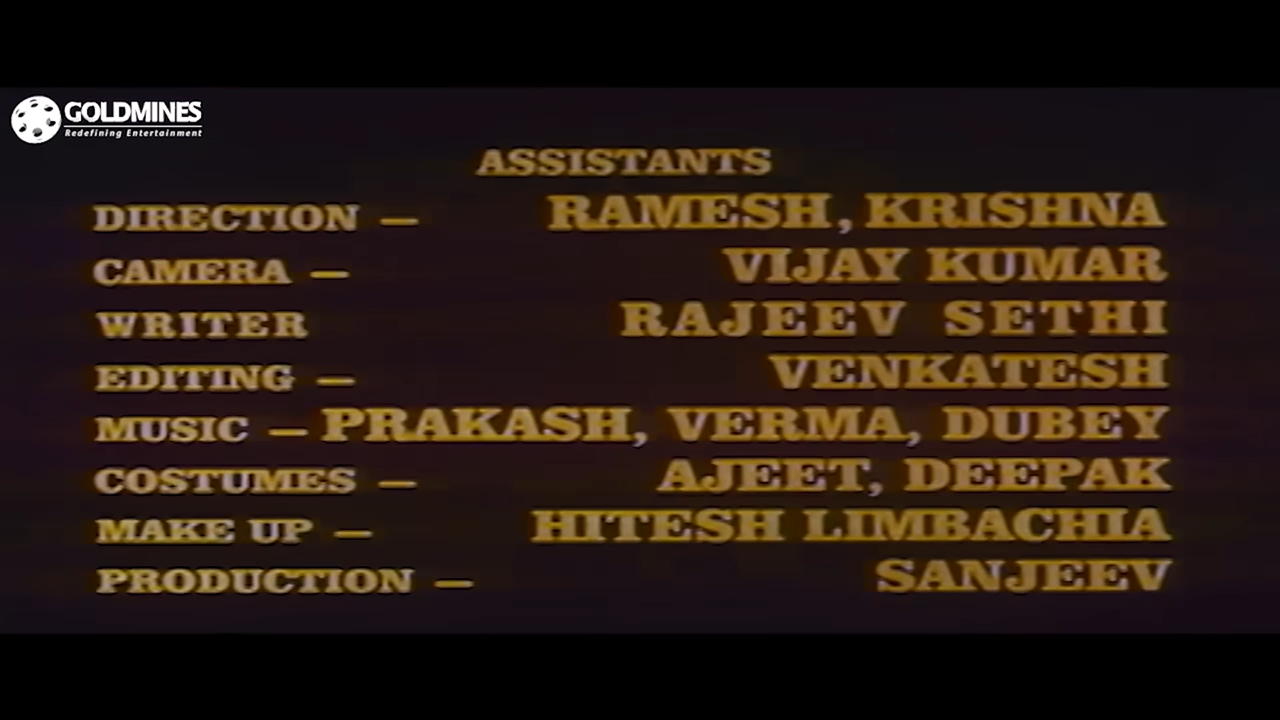 GOLDMINES
Redefining Entertainment
ASSISTANTS
DIRECTION — RAMESH, KRISHNA
CAMERA — VIJAY KUMAR
WRITER RAJEEV SETHI
EDITING — VENKATESH
MUSIC — PRAKASH, VERMA, DUBEY
COSTUMES — AJEET, DEEPAK
MAKE UP — HITESH LIMBACHIA
PRODUCTION — SANJEEV